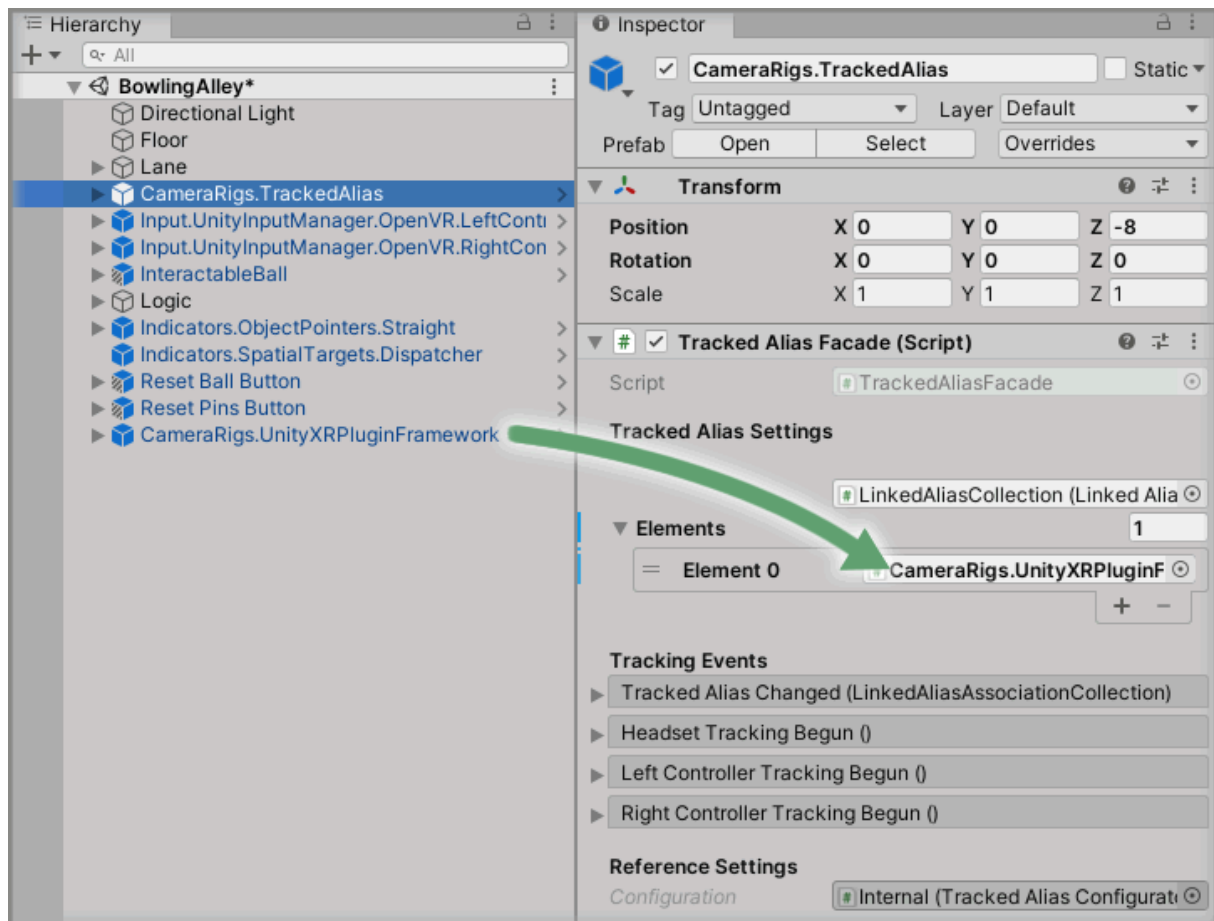 Hierarchy
All
BowlingAlley*
Directional Light
Floor
Lane
CameraRigs.TrackedAlias
Input.UnityInputManager.OpenVR.LeftContr
Input.UnityInputManager.OpenVR.RightCon
InteractableBall
Logic
Indicators.ObjectPointers.Straight
Indicators.SpatialTargets.Dispatcher
Reset Ball Button
Reset Pins Button
CameraRigs.UnityXRPluginFramework
Inspector
CameraRigs.TrackedAlias Static
Tag Untagged Layer Default
Prefab Open Select Overrides
Transform
Position X 0 Y 0 Z -8
Rotation X 0 Y 0 Z 0
Scale X 1 Y 1 Z 1
# Tracked Alias Facade (Script)
Script # TrackedAliasFacade
Tracked Alias Settings
# LinkedAliasCollection (Linked Alia
Elements 1
Element 0 # CameraRigs.UnityXRPluginF
+ −
Tracking Events
Tracked Alias Changed (LinkedAliasAssociationCollection)
Headset Tracking Begun ()
Left Controller Tracking Begun ()
Right Controller Tracking Begun ()
Reference Settings
Configuration # Internal (Tracked Alias Configurato